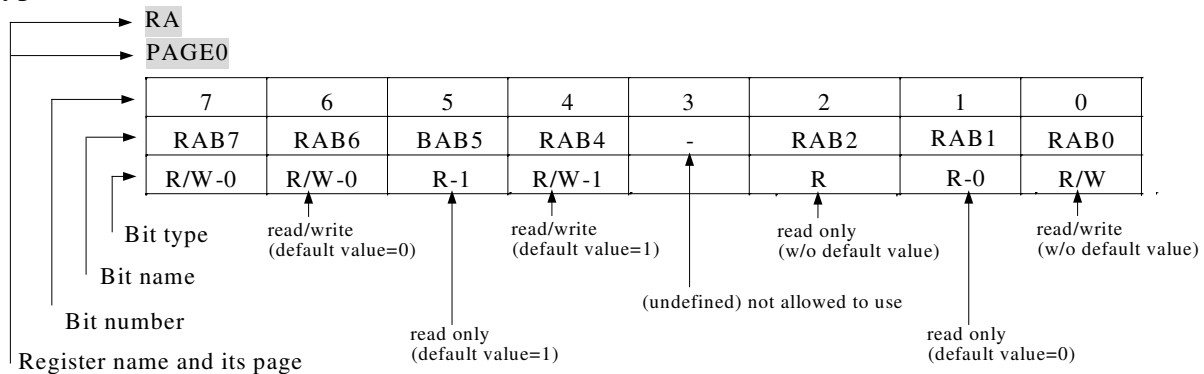 RA
PAGE0
7 6 5 4 3 2 1 0
RAB7 RAB6 BAB5 RAB4 - RAB2 RAB1 RAB0
R/W-0 R/W-0 R-1 R/W-1 R R-0 R/W
Bit type
read/write
(default value=0)
read/write
(default value=1)
read only
(w/o default value)
read/write
(w/o default value)
Bit name
(undefined) not allowed to use
Bit number
read only
(default value=1)
read only
(default value=0)
Register name and its page